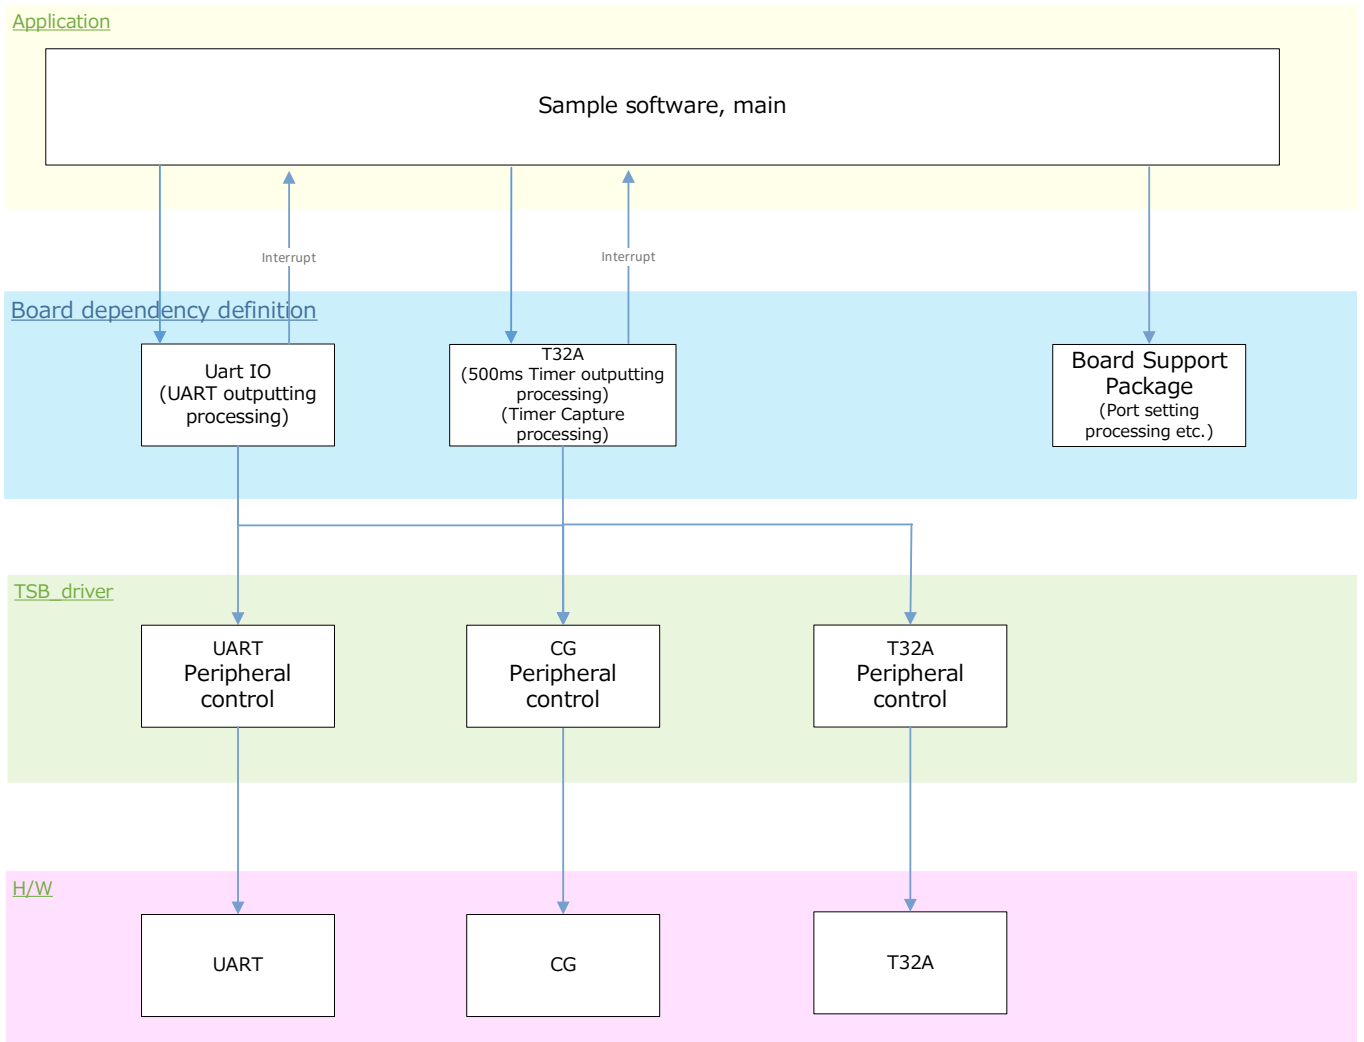 Application
Sample software, main
Interrupt
Interrupt
Board dependency definition
Uart IO
(UART outputting
processing)
T32A
(500ms Timer outputting
processing)
(Timer Capture
processing)
Board Support
Package
(Port setting
processing etc.)
TSB_driver
UART
Peripheral
control
CG
Peripheral
control
T32A
Peripheral
control
H/W
UART
CG
T32A